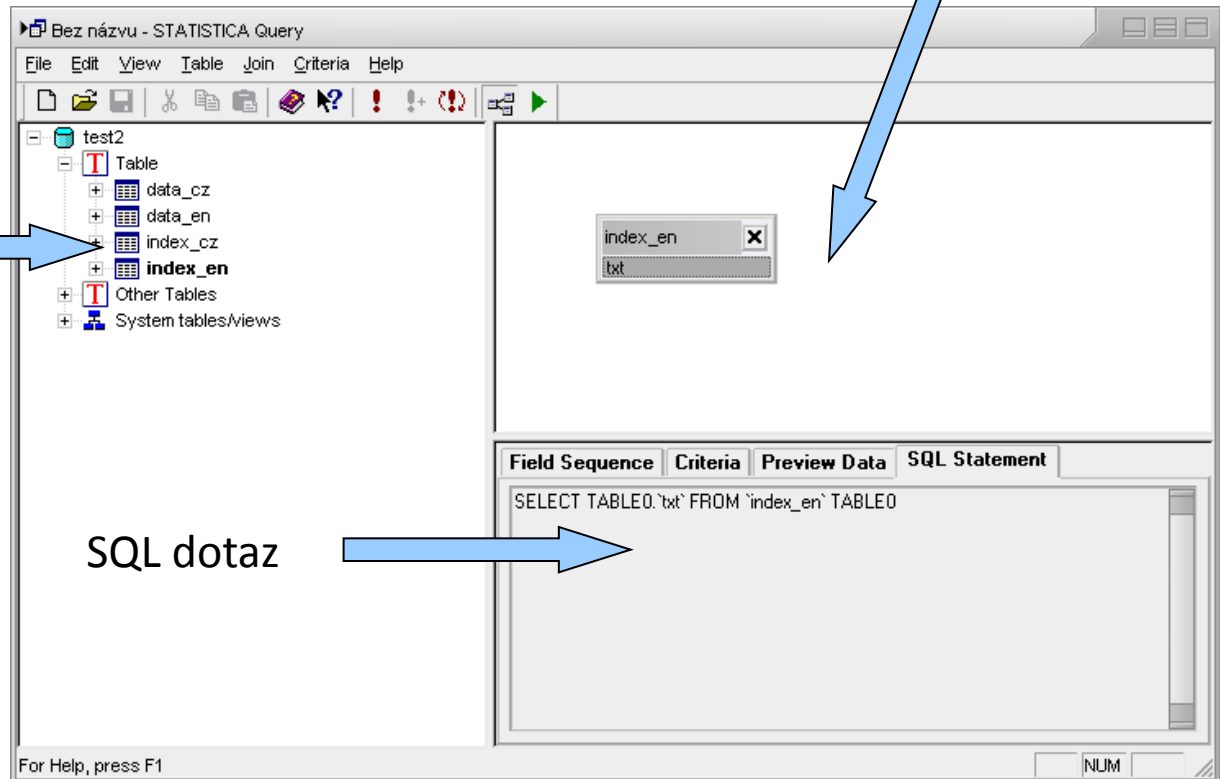 Bez názvu - STATISTICA Query
File Edit View Table Join Criteria Help
test2
Table
data_cz
data_en
index_cz
index_en
Other Tables
System tables/views
index_en
txt
Field Sequence Criteria Preview Data SQL Statement
SELECT TABLE0.`txt` FROM `index_en` TABLE0
SQL dotaz
For Help, press F1 NUM